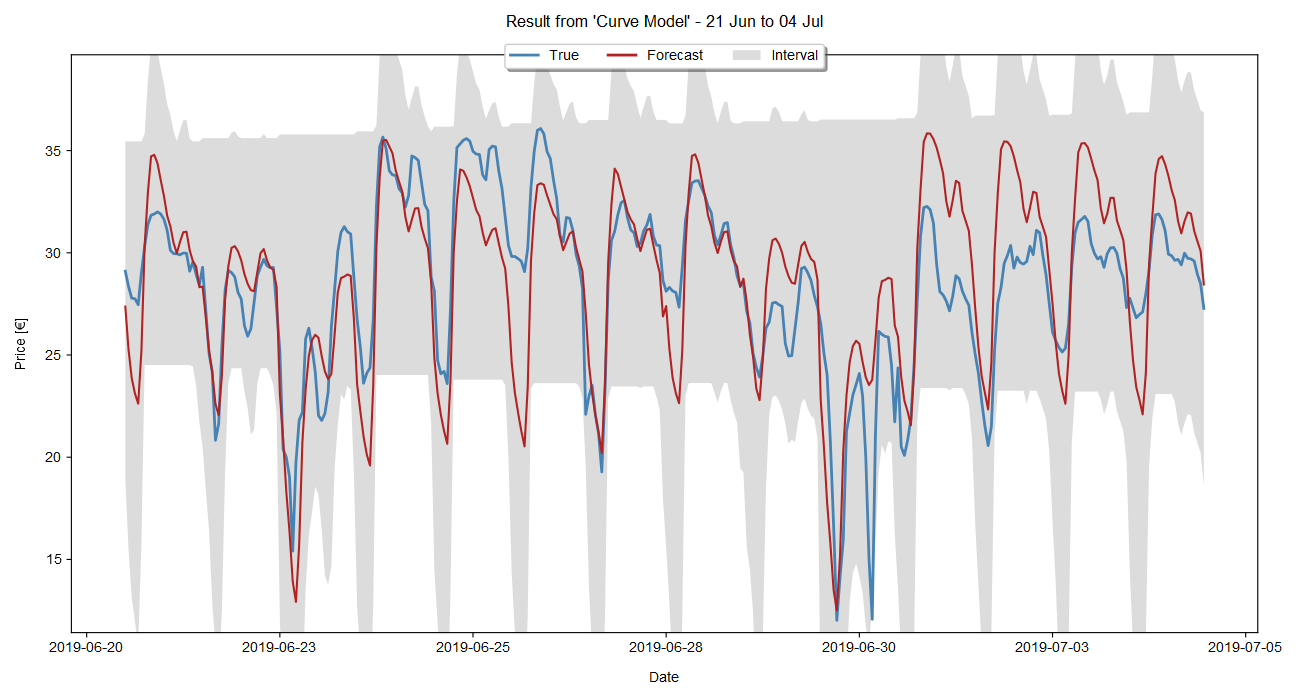 Result from 'Curve Model' - 21 Jun to 04 Jul
True Forecast Interval
Price [€]
35
30
25
20
15
2019-06-20 2019-06-23 2019-06-25 2019-06-28 2019-06-30 2019-07-03 2019-07-05
Date